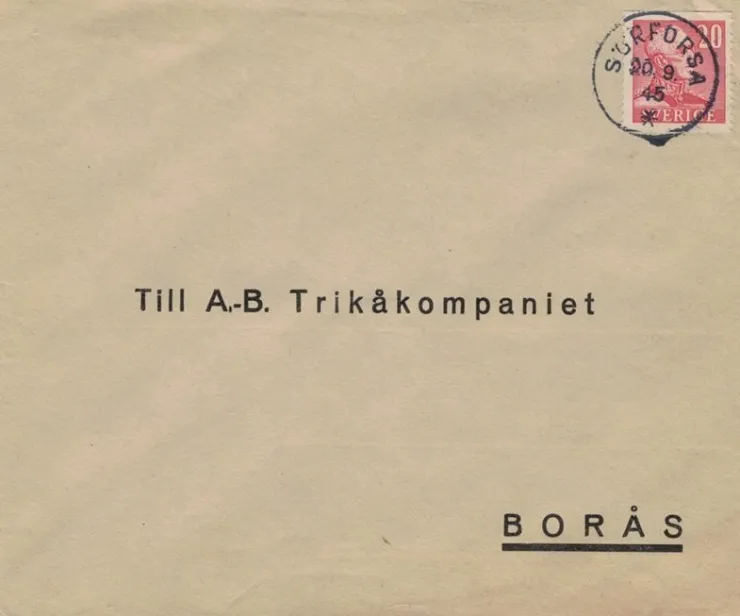 20
SÖRFORSA
20.9.
45
*
SVERIGE
Till A.-B. Trikåkompaniet
BORÅS